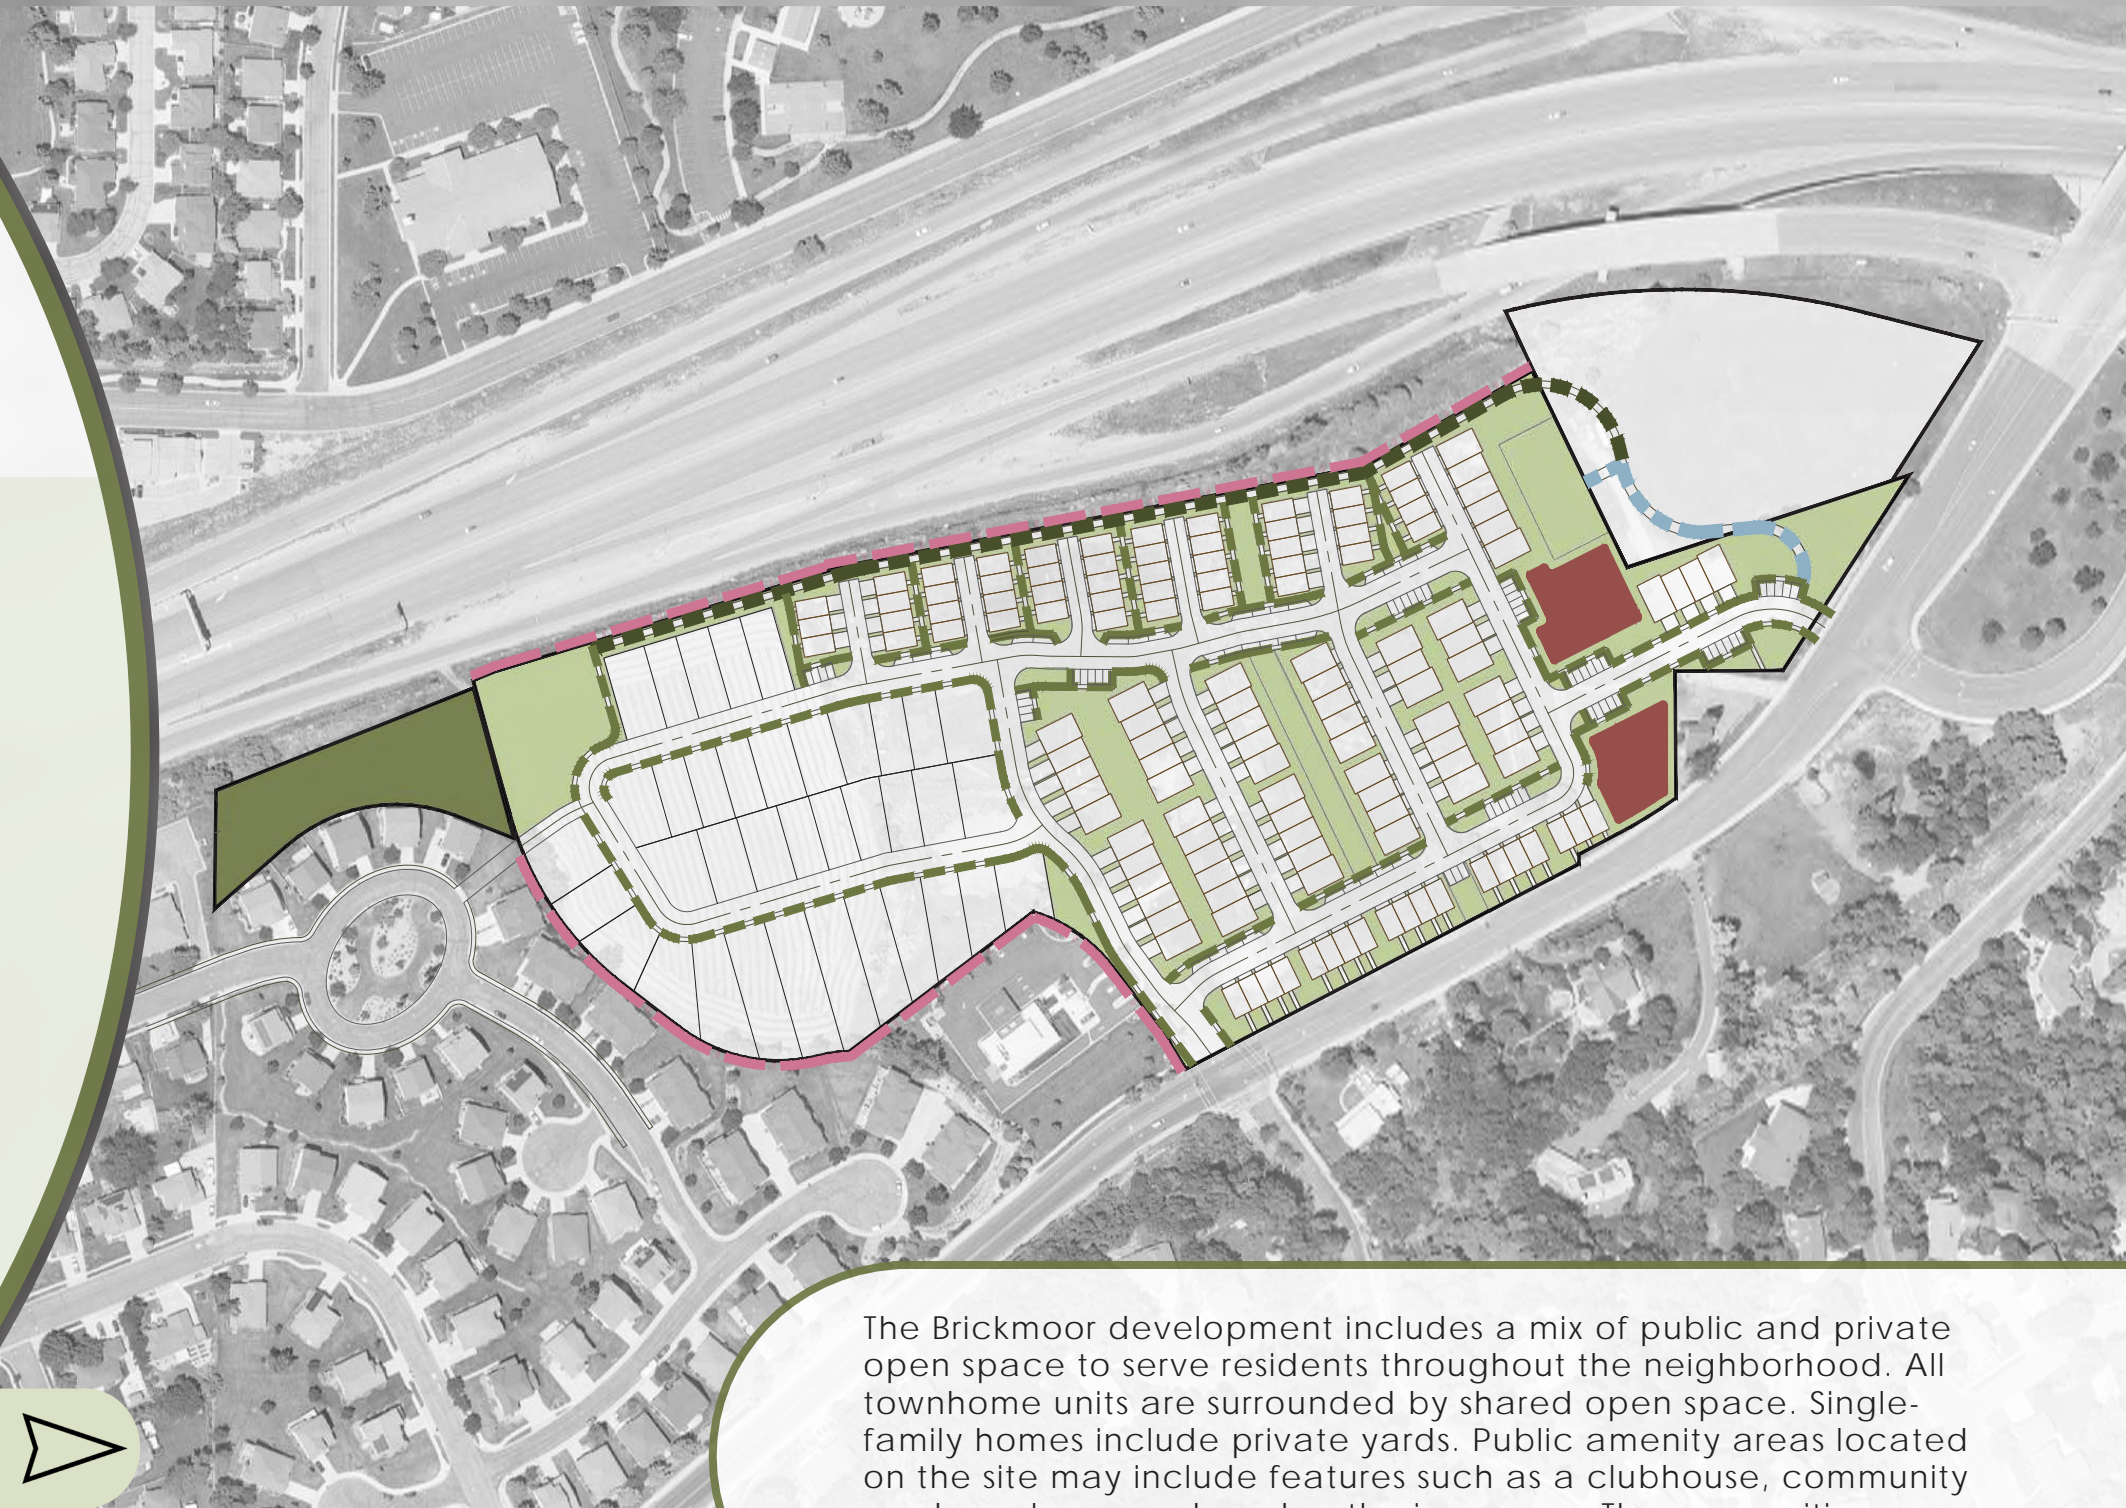 The Brickmoor development includes a mix of public and private
open space to serve residents throughout the neighborhood. All
townhome units are surrounded by shared open space. Single-
family homes include private yards. Public amenity areas located
on the site may include features such as a clubhouse, community